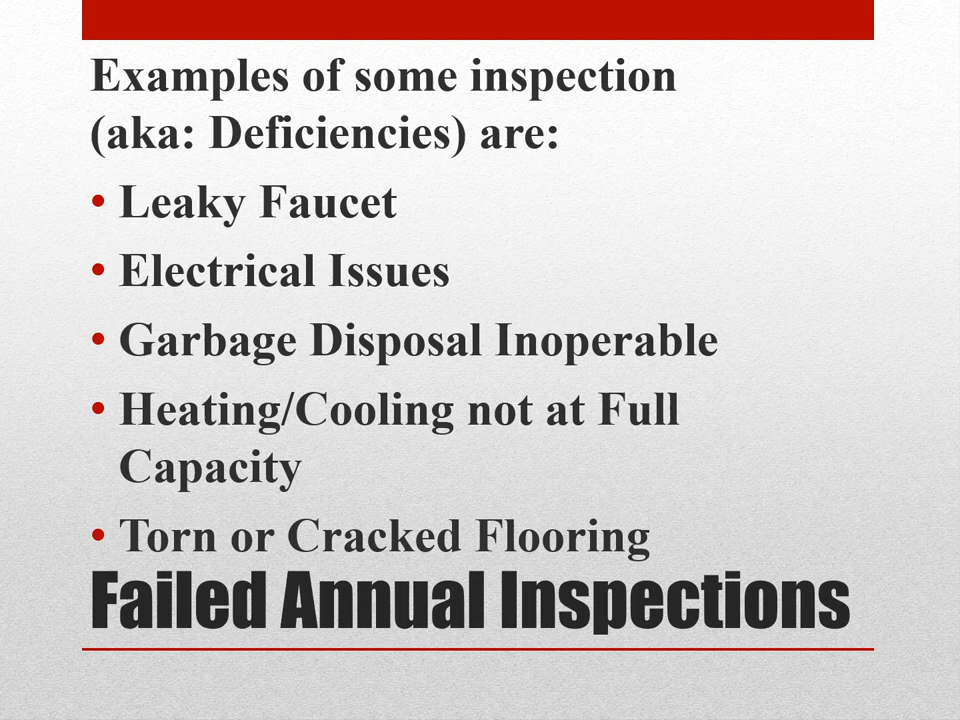 Examples of some inspection
(aka: Deficiencies) are:
• Leaky Faucet
• Electrical Issues
• Garbage Disposal Inoperable
• Heating/Cooling not at Full
Capacity
• Torn or Cracked Flooring
Failed Annual Inspections